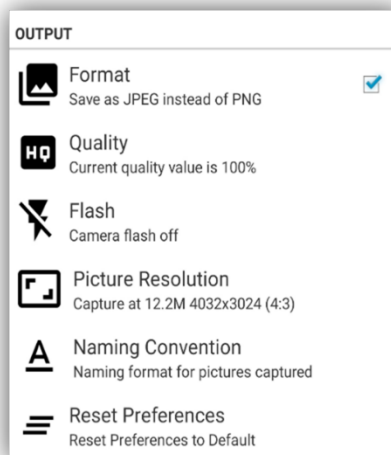 OUTPUT
Format
Save as JPEG instead of PNG
HQ
Quality
Current quality value is 100%
Flash
Camera flash off
Picture Resolution
Capture at 12.2M 4032x3024 (4:3)
A
Naming Convention
Naming format for pictures captured
Reset Preferences
Reset Preferences to Default